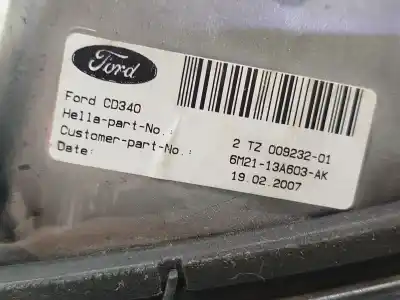 Ford
Ford CD340
Hella-part-No.: 2 TZ 009232-01
Customer-part-No.: 6M21-13A603-AK
Date: 19.02.2007